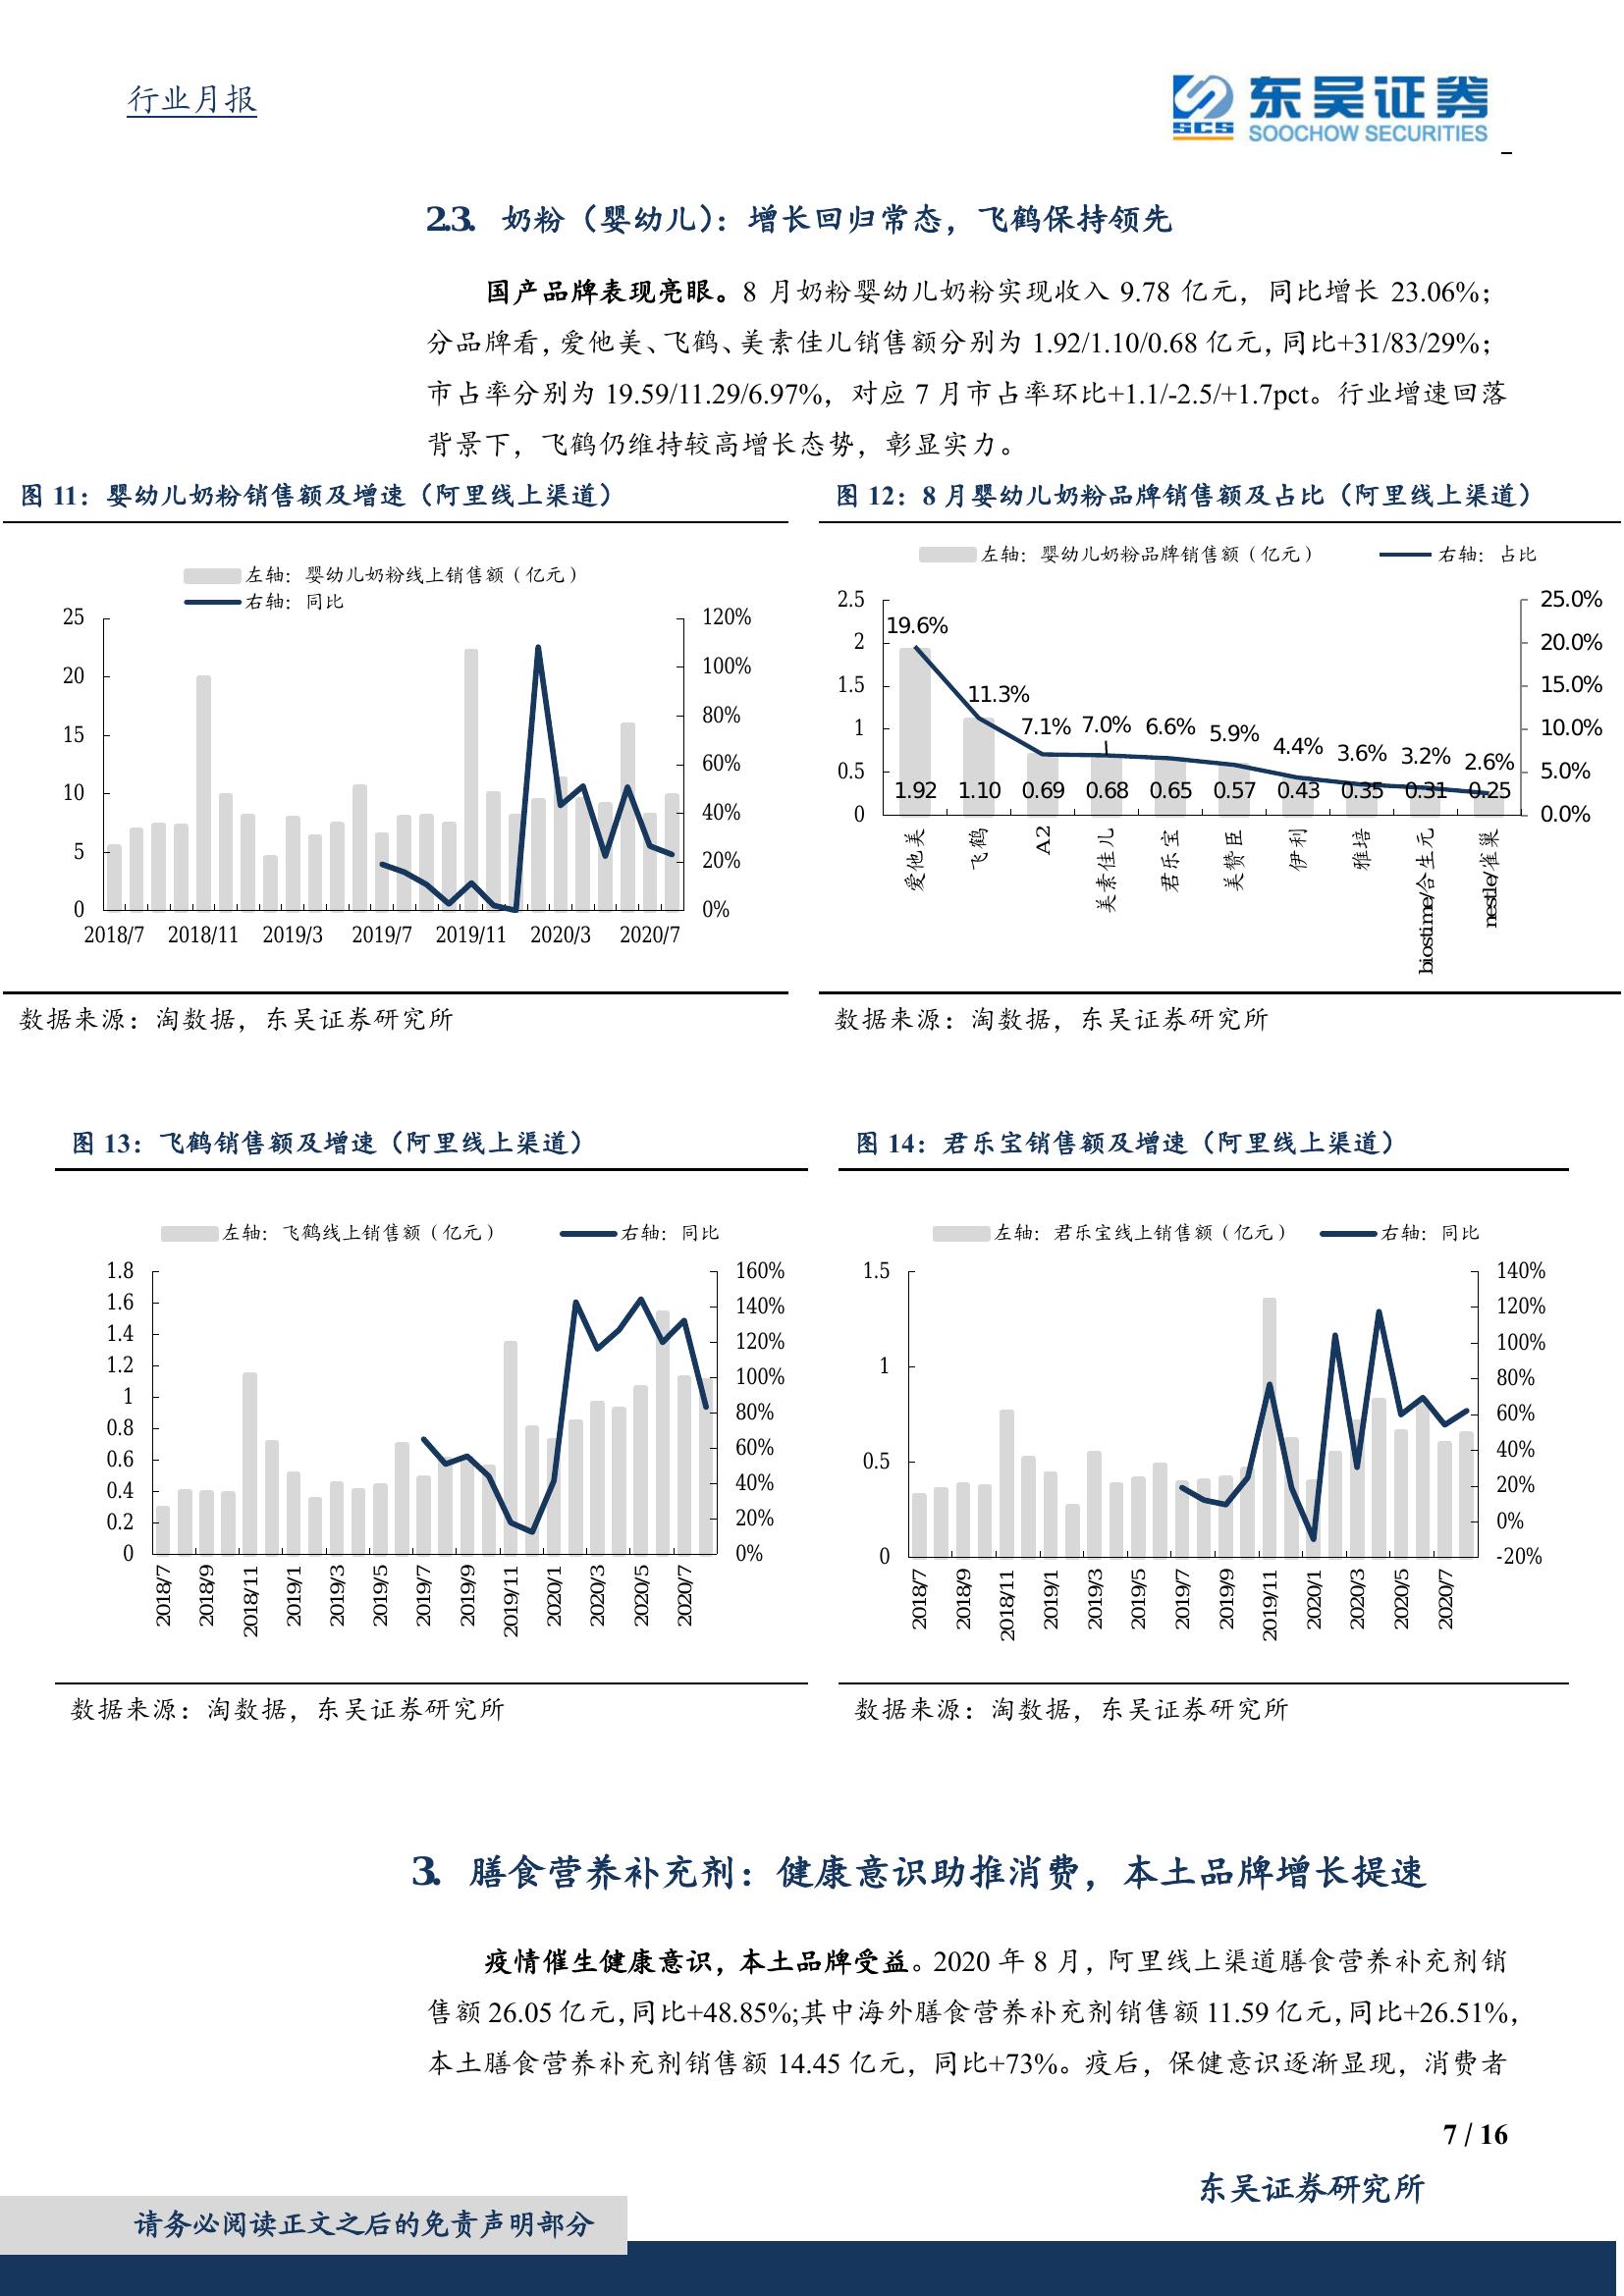 行业月报
东吴证券
SCS
SOOCHOW SECURITIES
2.3. 奶粉（婴幼儿）：增长回归常态，飞鹤保持领先
国产品牌表现亮眼。8 月奶粉婴幼儿奶粉实现收入 9.78 亿元，同比增长 23.06%；
分品牌看，爱他美、飞鹤、美素佳儿销售额分别为 1.92/1.10/0.68 亿元，同比+31/83/29%；
市占率分别为 19.59/11.29/6.97%，对应 7 月市占率环比+1.1/-2.5/+1.7pct。行业增速回落
背景下，飞鹤仍维持较高增长态势，彰显实力。
图 11：婴幼儿奶粉销售额及增速（阿里线上渠道）
左轴：婴幼儿奶粉线上销售额（亿元）
右轴：同比
25
20
15
10
5
0
120%
100%
80%
60%
40%
20%
0%
2018/7 2018/11 2019/3 2019/7 2019/11 2020/3 2020/7
数据来源：淘数据，东吴证券研究所
图 12：8 月婴幼儿奶粉品牌销售额及占比（阿里线上渠道）
左轴：婴幼儿奶粉品牌销售额（亿元） 右轴：占比
2.5
2
1.5
1
0.5
0
25.0%
20.0%
15.0%
10.0%
5.0%
0.0%
19.6% 11.3% 7.1% 7.0% 6.6% 5.9% 4.4% 3.6% 3.2% 2.6%
1.92 1.10 0.69 0.68 0.65 0.57 0.43 0.35 0.31 0.25
爱他美 飞鹤 A2 美素佳儿 君乐宝 美赞臣 伊利 雅培 biostime/合生元 nestle/雀巢
数据来源：淘数据，东吴证券研究所
图 13：飞鹤销售额及增速（阿里线上渠道）
左轴：飞鹤线上销售额（亿元） 右轴：同比
1.8
1.6
1.4
1.2
1
0.8
0.6
0.4
0.2
0
160%
140%
120%
100%
80%
60%
40%
20%
0%
2018/7 2018/9 2018/11 2019/1 2019/3 2019/5 2019/7 2019/9 2019/11 2020/1 2020/3 2020/5 2020/7
数据来源：淘数据，东吴证券研究所
图 14：君乐宝销售额及增速（阿里线上渠道）
左轴：君乐宝线上销售额（亿元） 右轴：同比
1.5
1
0.5
0
140%
120%
100%
80%
60%
40%
20%
0%
-20%
2018/7 2018/9 2018/11 2019/1 2019/3 2019/5 2019/7 2019/9 2019/11 2020/1 2020/3 2020/5 2020/7
数据来源：淘数据，东吴证券研究所
3. 膳食营养补充剂：健康意识助推消费，本土品牌增长提速
疫情催生健康意识，本土品牌受益。2020 年 8 月，阿里线上渠道膳食营养补充剂销
售额 26.05 亿元，同比+48.85%;其中海外膳食营养补充剂销售额 11.59 亿元，同比+26.51%，
本土膳食营养补充剂销售额 14.45 亿元，同比+73%。疫后，保健意识逐渐显现，消费者
7 / 16
东吴证券研究所
请务必阅读正文之后的免责声明部分